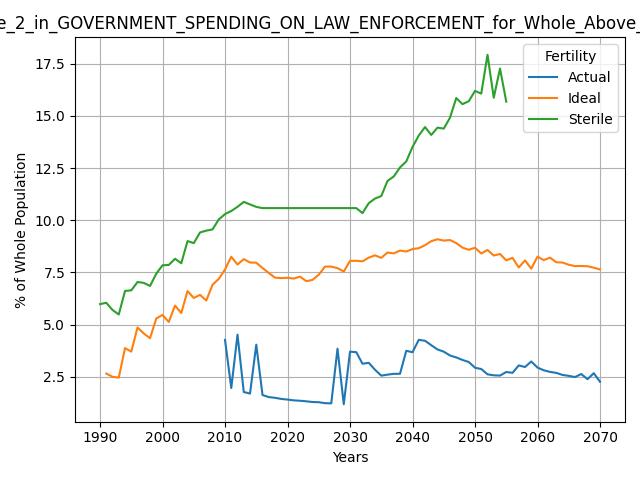 e_2_in_GOVERNMENT_SPENDING_ON_LAW_ENFORCEMENT_for_Whole_Above_
Fertility
Actual
Ideal
Sterile
% of Whole Population
17.5
15.0
12.5
10.0
7.5
5.0
2.5
1990 2000 2010 2020 2030 2040 2050 2060 2070
Years